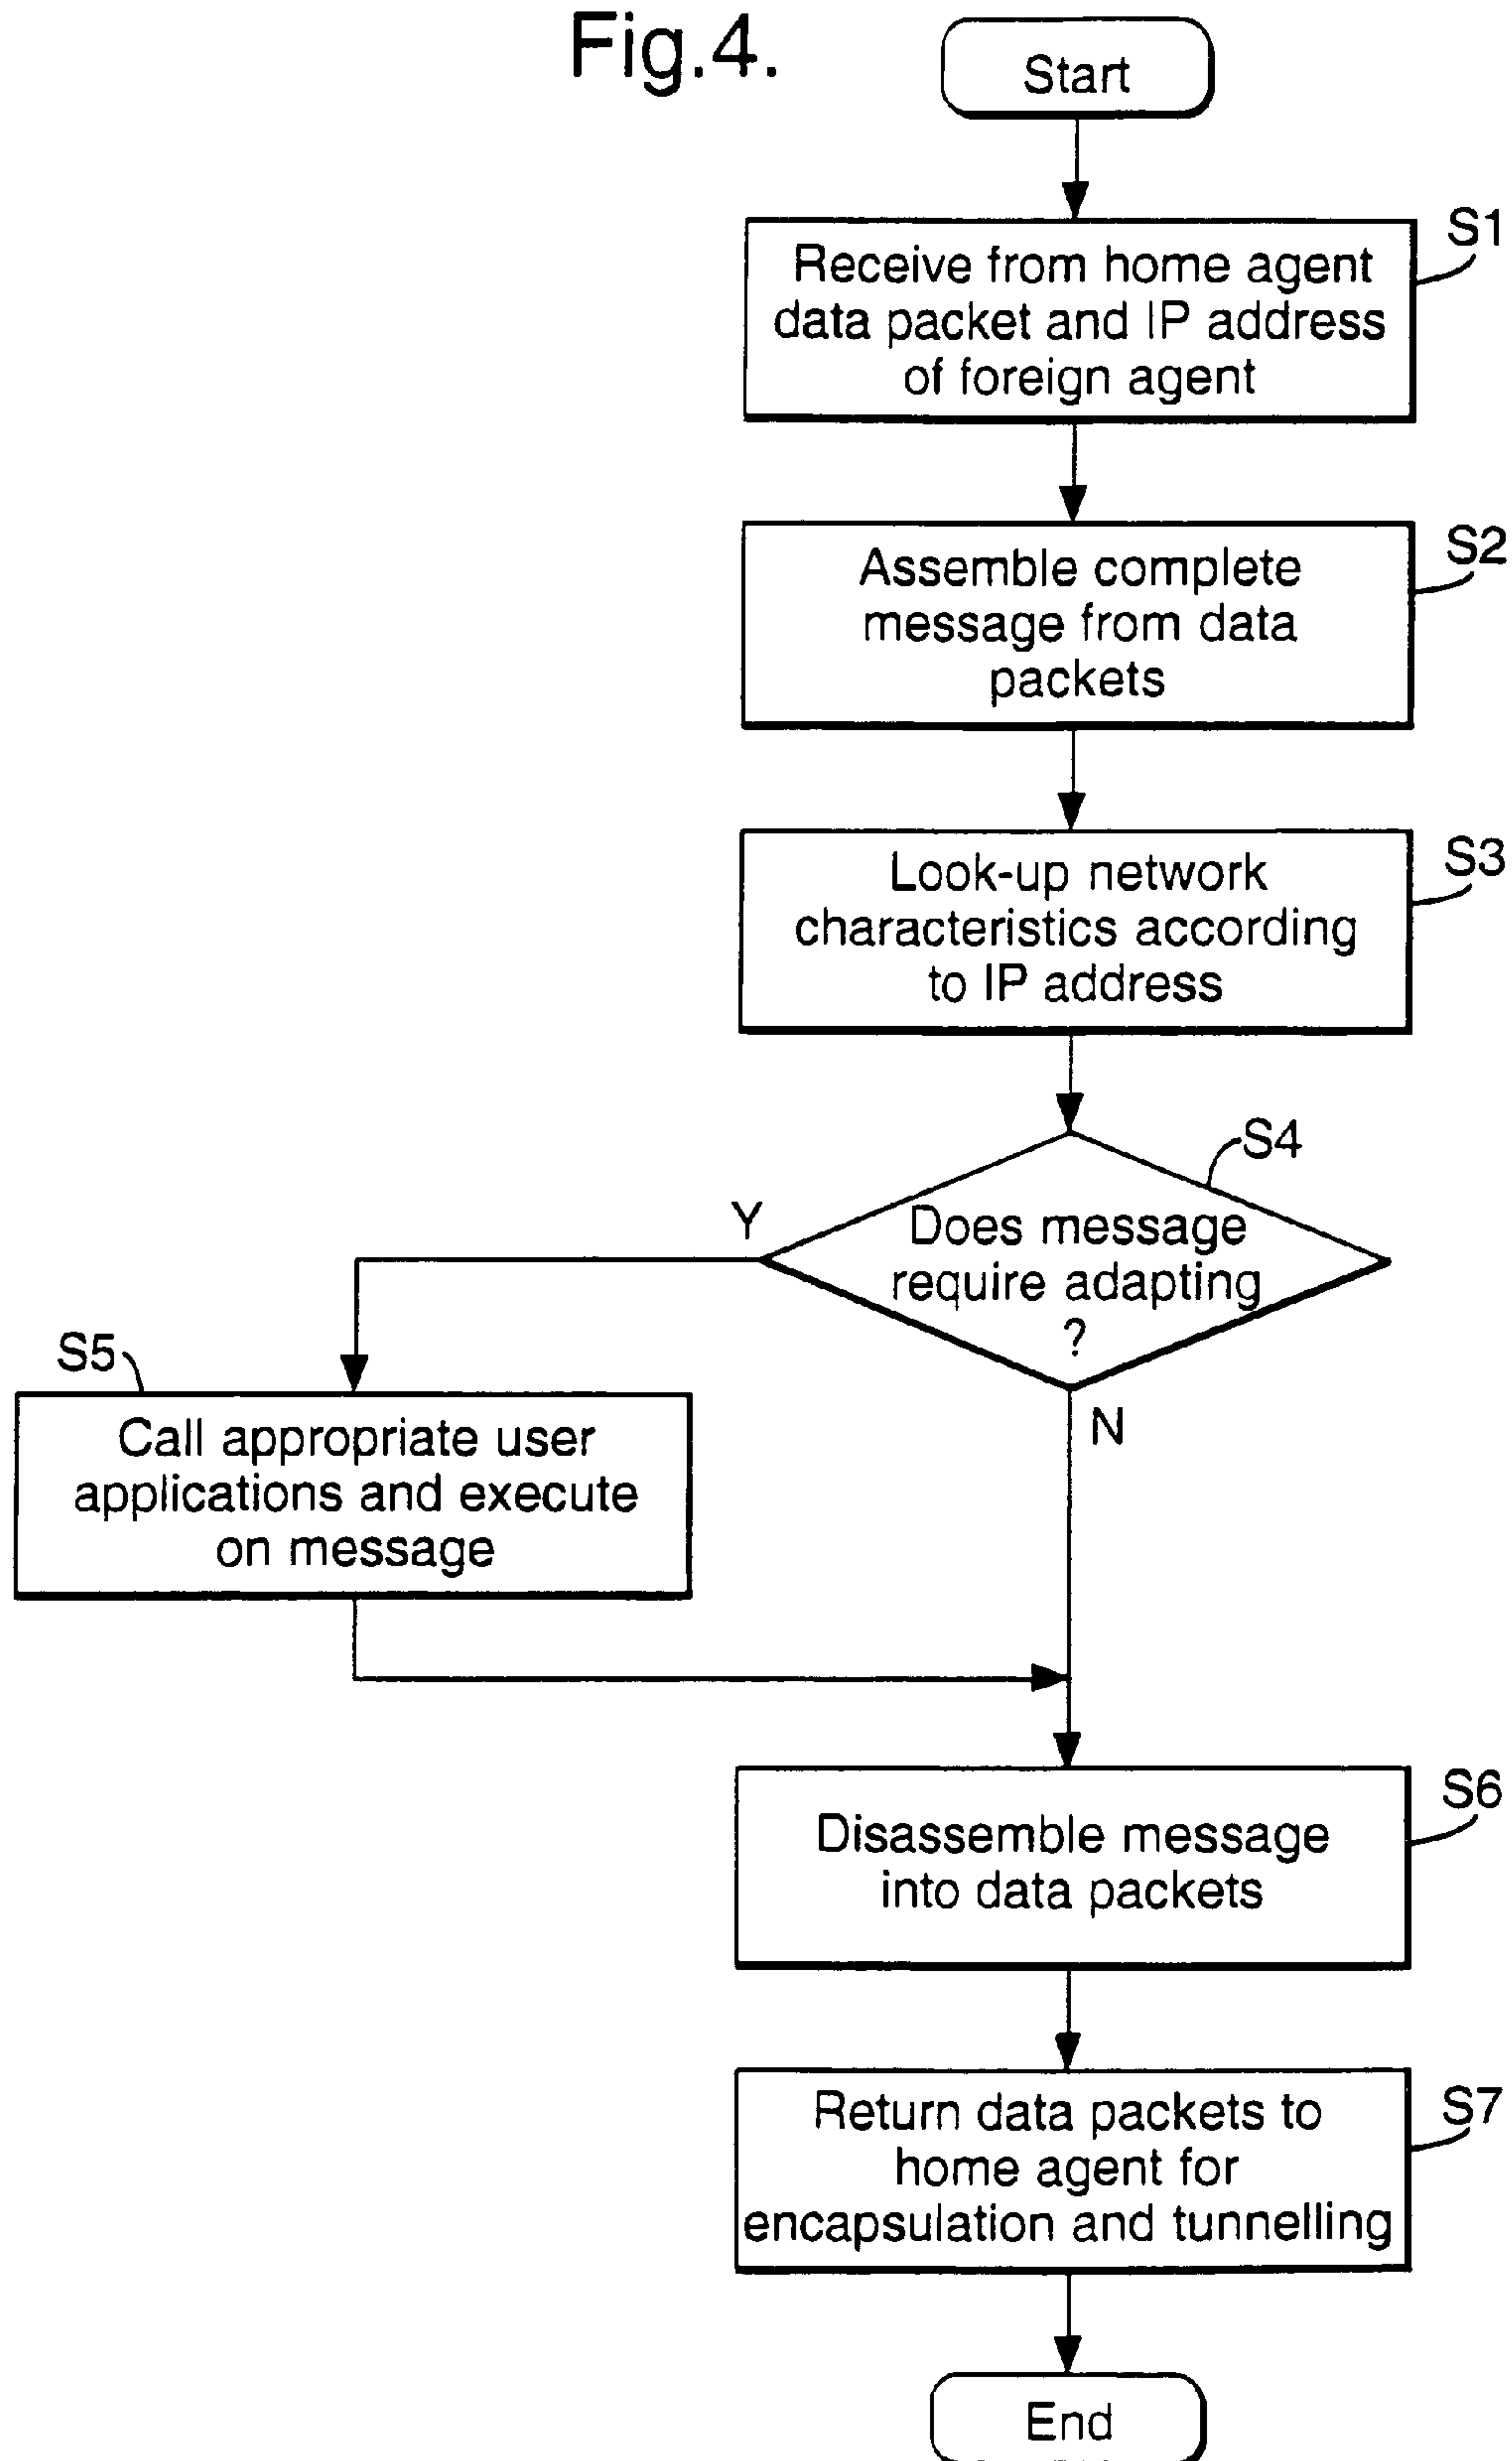 Fig.4.
Start
S1
Receive from home agent
data packet and IP address
of foreign agent
S2
Assemble complete
message from data
packets
S3
Look-up network
characteristics according
to IP address
S4
Does message
require adapting
?
Y
N
S5
Call appropriate user
applications and execute
on message
S6
Disassemble message
into data packets
S7
Return data packets to
home agent for
encapsulation and tunnelling
End